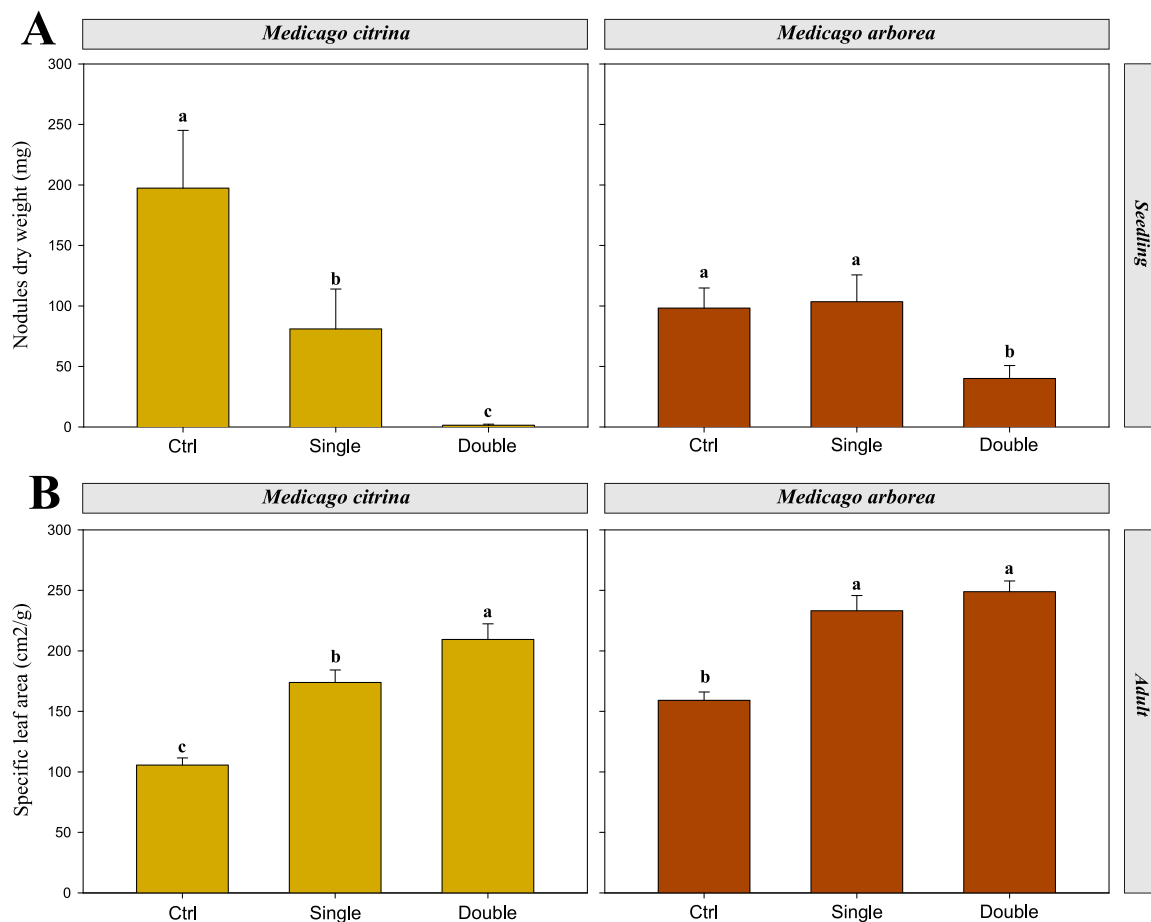 A
Medicago citrina
Medicago arborea
Nodules dry weight (mg)
300
250
200
150
100
50
0
a
b
c
a
a
b
Ctrl
Single
Double
Ctrl
Single
Double
Seedling
B
Medicago citrina
Medicago arborea
Specific leaf area (cm2/g)
300
250
200
150
100
50
0
c
b
a
b
a
a
Ctrl
Single
Double
Ctrl
Single
Double
Adult